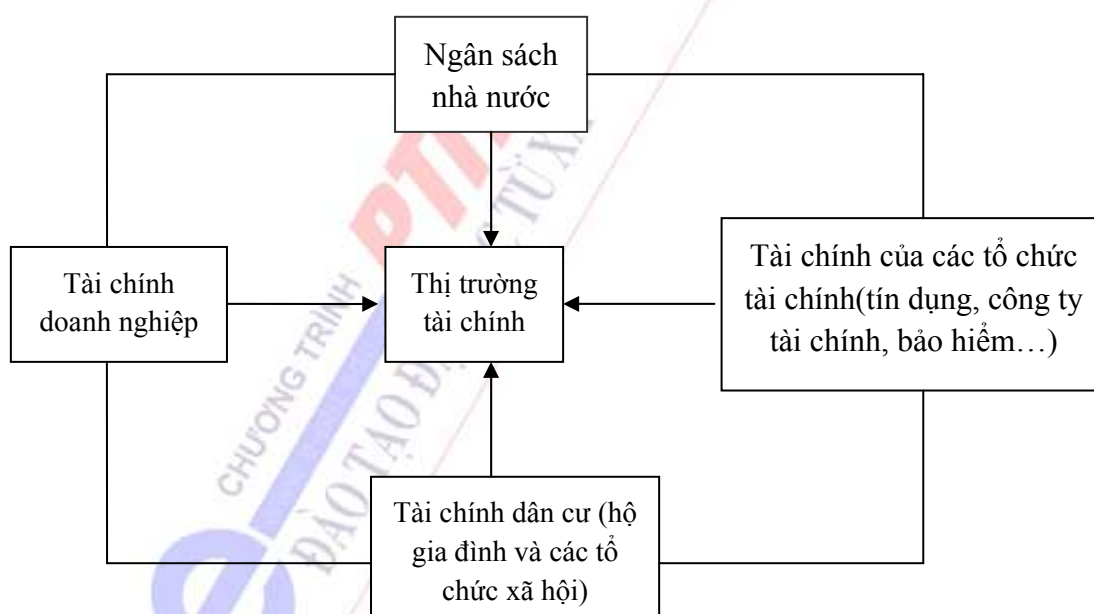 Ngân sách
nhà nước
Tài chính
doanh nghiệp
Thị trường
tài chính
Tài chính của các tổ chức
tài chính(tín dụng, công ty
tài chính, bảo hiểm…)
Tài chính dân cư (hộ
gia đình và các tổ
chức xã hội)
CHƯƠNG TRÌNH